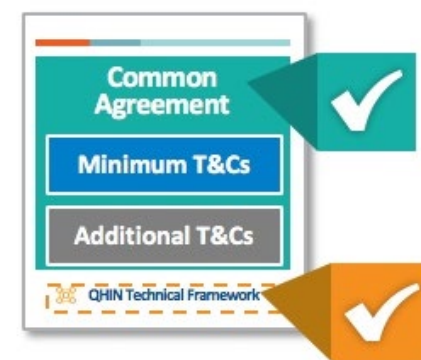 Common
Agreement
Minimum T&Cs
Additional T&Cs
QHIN Technical Framework